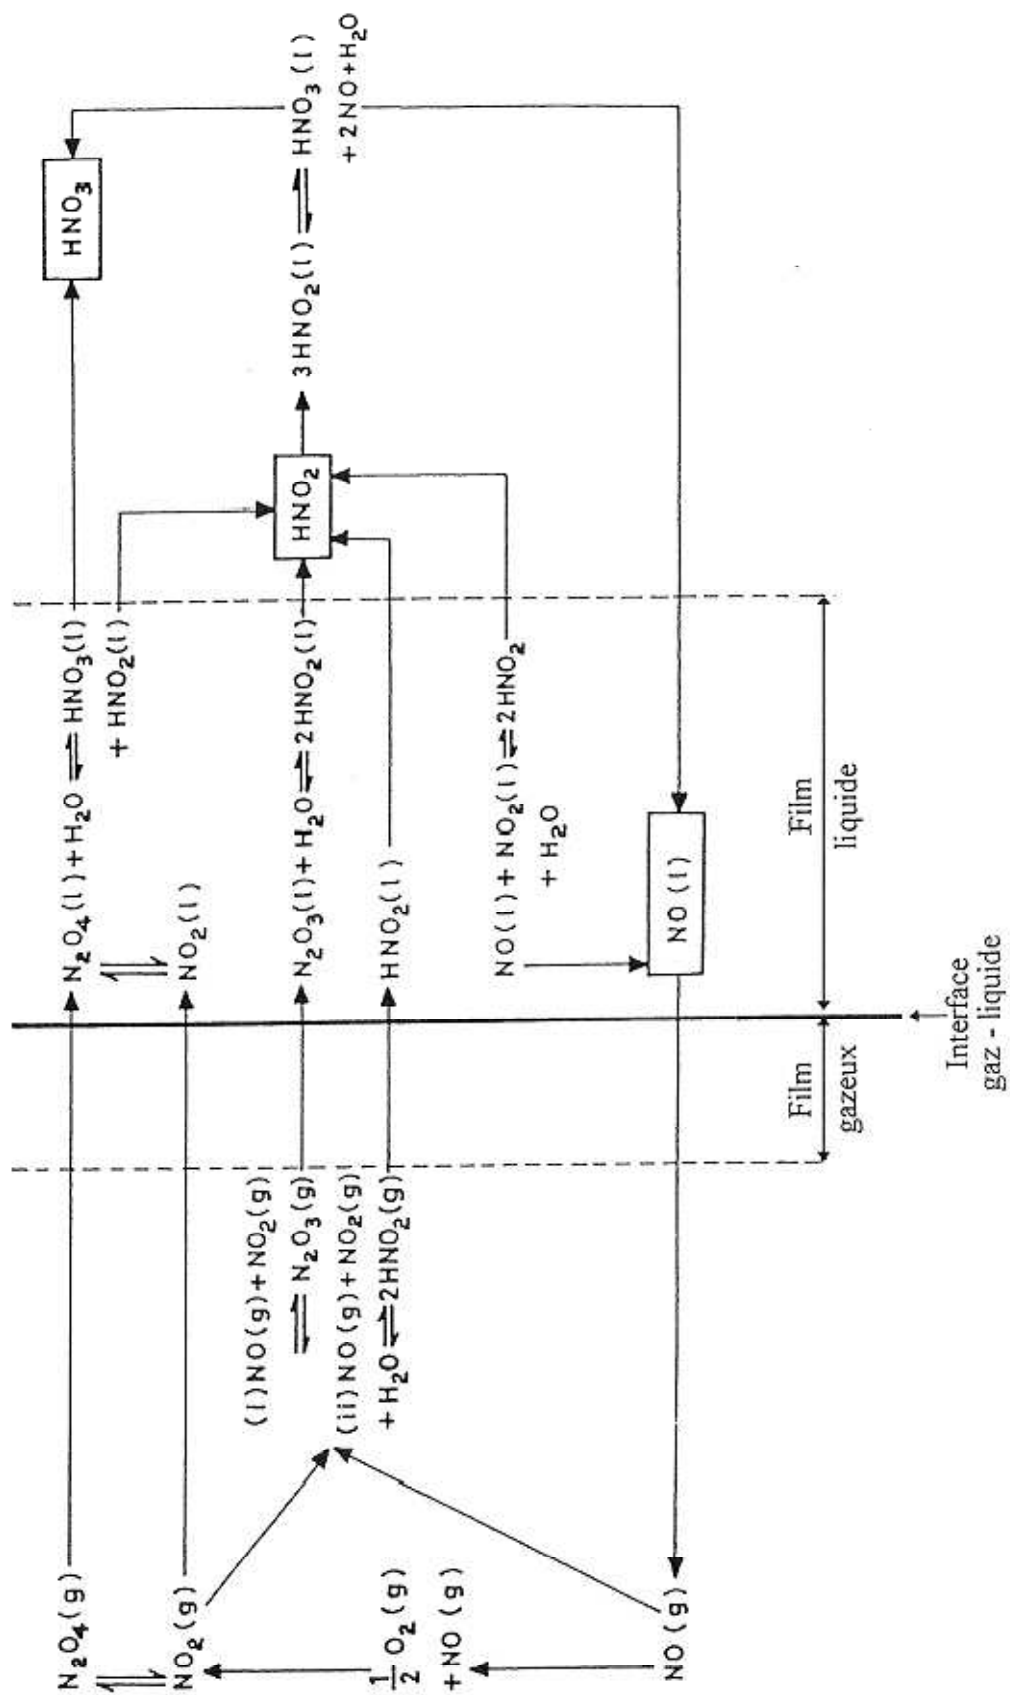 N₂O₄(g)
NO₂(g)
½O₂(g)
+NO(g)
NO(g)
(i)NO(g)+NO₂(g)
⇌N₂O₃(g)
(ii)NO(g)+NO₂(g)
+H₂O⇌2HNO₂(g)
N₂O₄(l)+H₂O⇌HNO₃(l)
+HNO₂(l)
NO₂(l)
N₂O₃(l)+H₂O⇌2HNO₂(l)
HNO₂(l)
NO(l)+NO₂(l)⇌2HNO₂
+H₂O
NO(l)
HNO₃
HNO₂
3HNO₂(l)⇌HNO₃(l)
+2NO+H₂O
Film
gazeux
Film
liquide
Interface
gaz - liquide